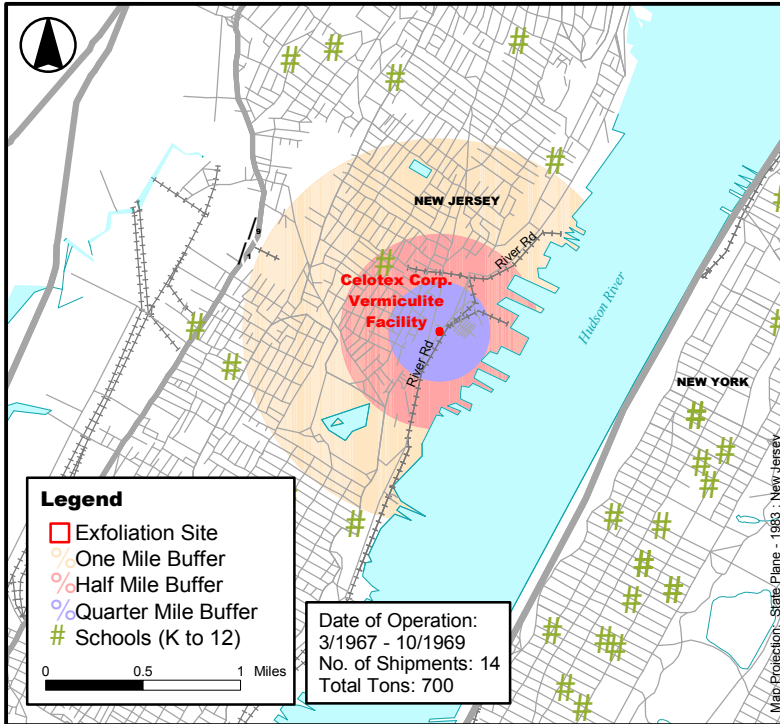 NEW JERSEY
9
1
River Rd
Celotex Corp.
Vermiculite
Facility
River Rd
Hudson River
NEW YORK
Legend
Exfoliation Site
% One Mile Buffer
% Half Mile Buffer
% Quarter Mile Buffer
# Schools (K to 12)
0 0.5 1 Miles
Date of Operation:
3/1967 - 10/1969
No. of Shipments: 14
Total Tons: 700
Map Projection: State Plane - 1983 : New Jersey